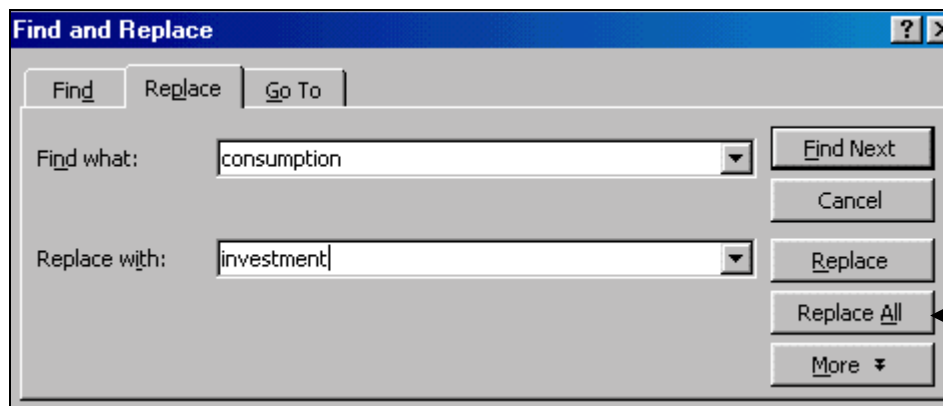 Find and Replace
Find Replace Go To
Find what: consumption Find Next
Cancel
Replace with: investment Replace
Replace All
More